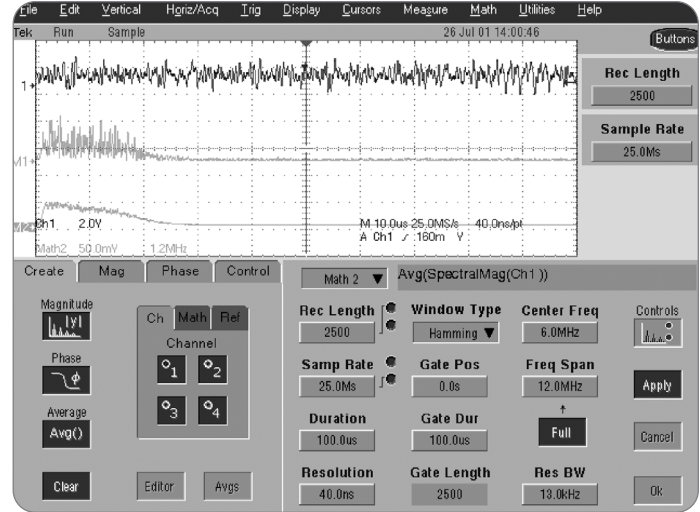 File Edit Vertical Horiz/Acq Trig Display Cursors Measure Math Utilities Help
Tek Run Sample 26 Jul 01 14:00:46
Buttons
Rec Length
2500
Sample Rate
25.0Ms
1
M1
M2
Ch1 2.0V M 10.0us 25.0MS/s 40.0ns/pt
A Ch1 160m V
Math2 50.0mV 1.2MHz
Create Mag Phase Control
Math 2 Avg(SpectralMag(Ch1 ))
Magnitude
|y|
Phase
ϕ
Average
Avg()
Clear
Ch Math Ref
Channel
1 2
3 4
Editor Avgs
Rec Length Window Type Center Freq Controls
2500 Hamming 6.0MHz
Samp Rate Gate Pos Freq Span
25.0Ms 0.0s 12.0MHz Apply
Duration Gate Dur
100.0us 100.0us Full Cancel
Resolution Gate Length Res BW
40.0ns 2500 13.0kHz Ok